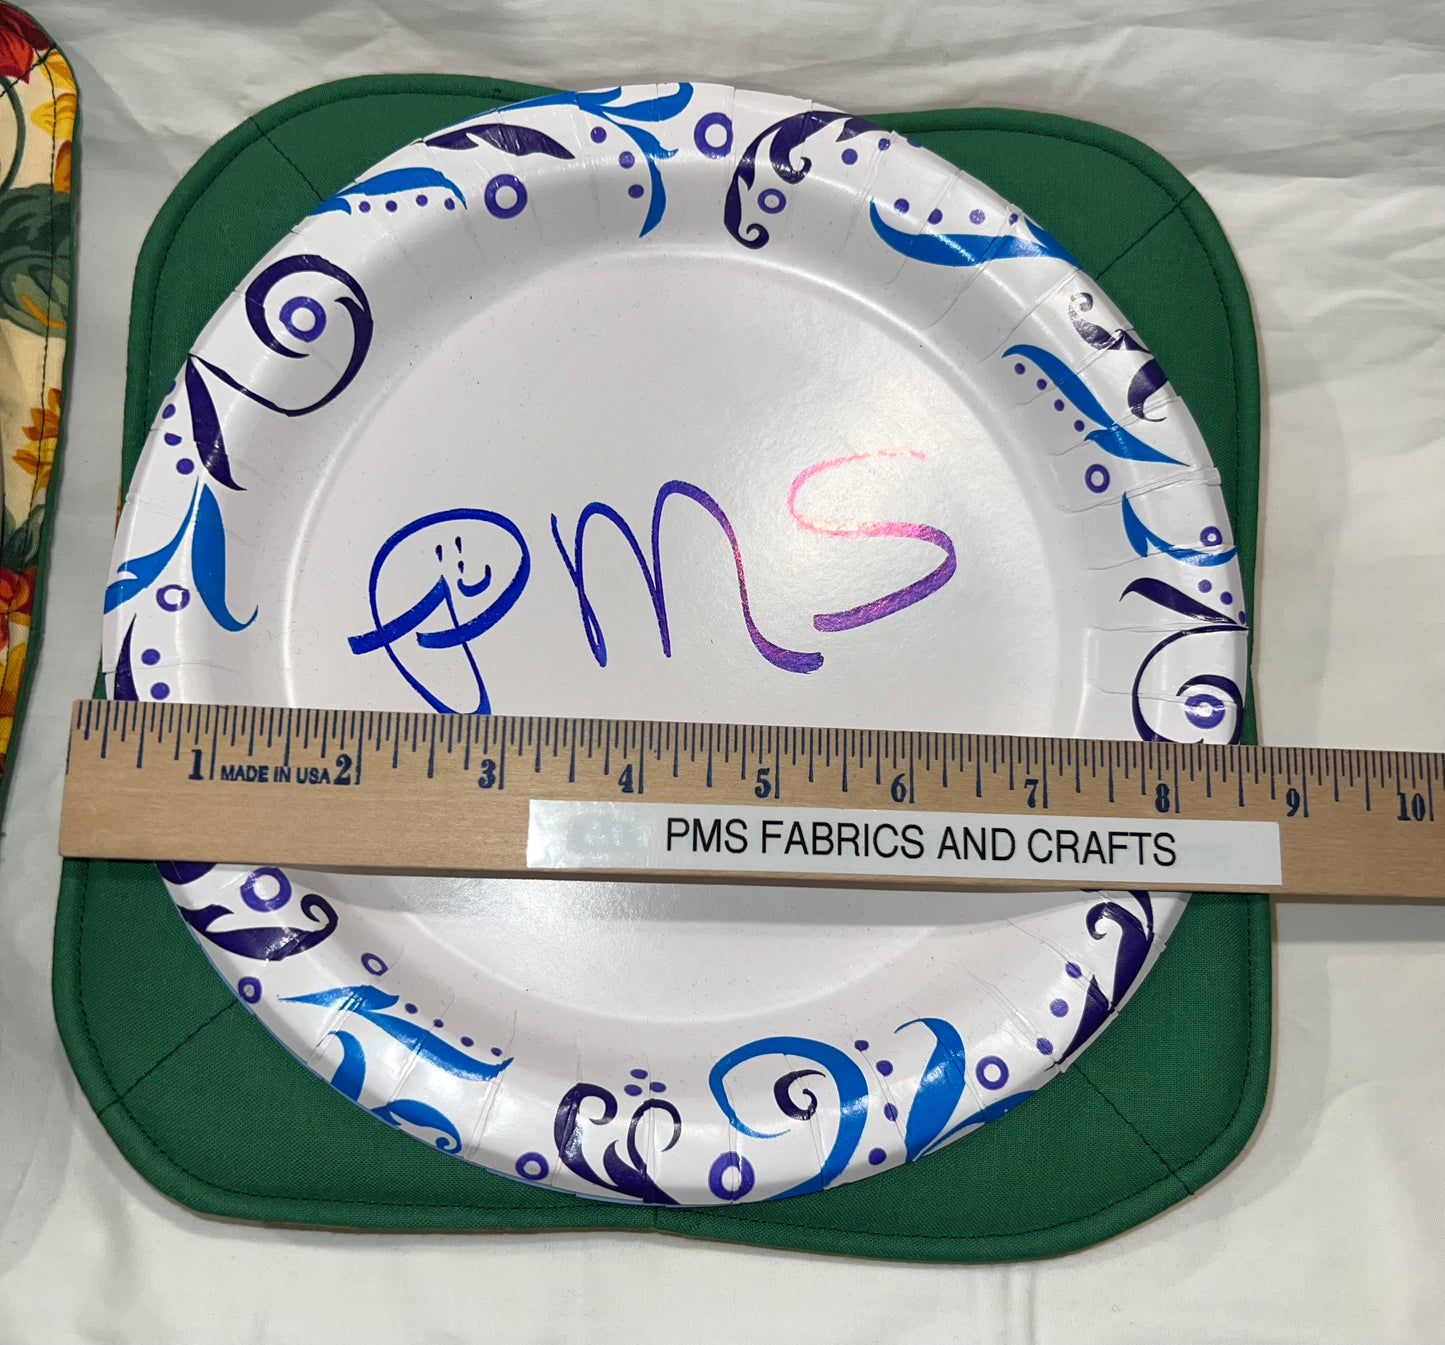 PMS
1 MADE IN USA 2 3 4 5 6 7 8 9 10
PMS FABRICS AND CRAFTS